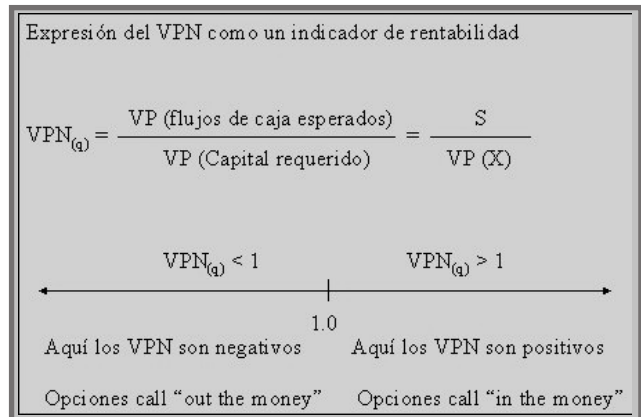 Expresión del VPN como un indicador de rentabilidad
VPN(q) = VP (flujos de caja esperados) / VP (Capital requerido) = S / VP (X)
VPN(q) < 1 VPN(q) > 1
1.0
Aquí los VPN son negativos Aquí los VPN son positivos
Opciones call “out the money” Opciones call “in the money”